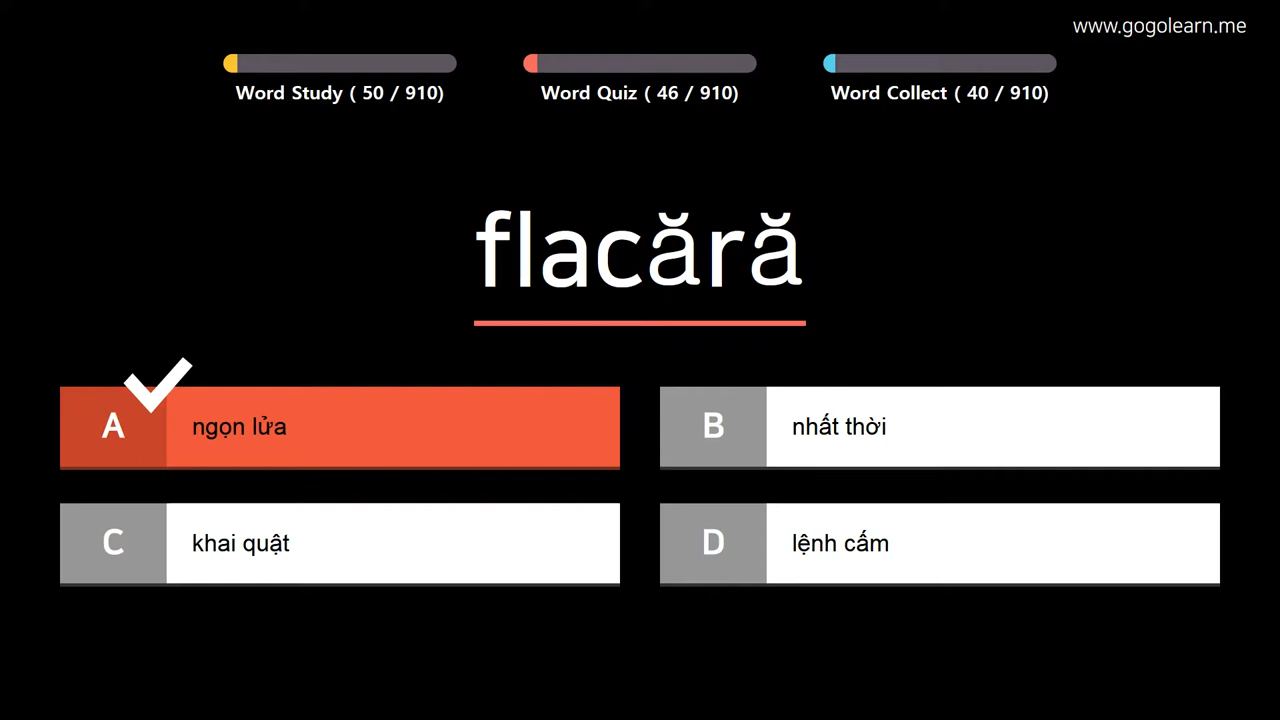 www.gogolearn.me
Word Study ( 50 / 910)
Word Quiz ( 46 / 910)
Word Collect ( 40 / 910)
flacără
A
ngọn lửa
B
nhất thời
C
khai quật
D
lệnh cấm